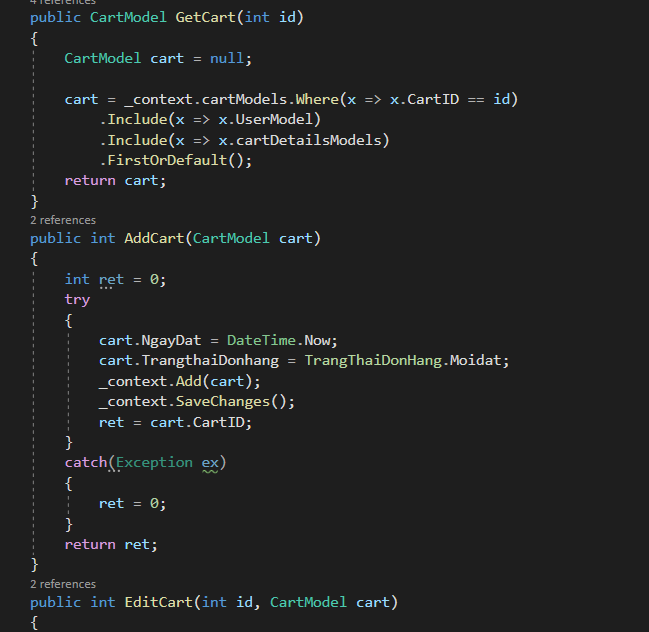 4 references
public CartModel GetCart(int id)
{
CartModel cart = null;
cart = _context.cartModels.Where(x => x.CartID == id)
.Include(x => x.UserModel)
.Include(x => x.cartDetailsModels)
.FirstOrDefault();
return cart;
}
2 references
public int AddCart(CartModel cart)
{
int ret = 0;
try
{
cart.NgayDat = DateTime.Now;
cart.TrangthaiDonhang = TrangThaiDonHang.Moidat;
_context.Add(cart);
_context.SaveChanges();
ret = cart.CartID;
}
catch(Exception ex)
{
ret = 0;
}
return ret;
}
2 references
public int EditCart(int id, CartModel cart)
{